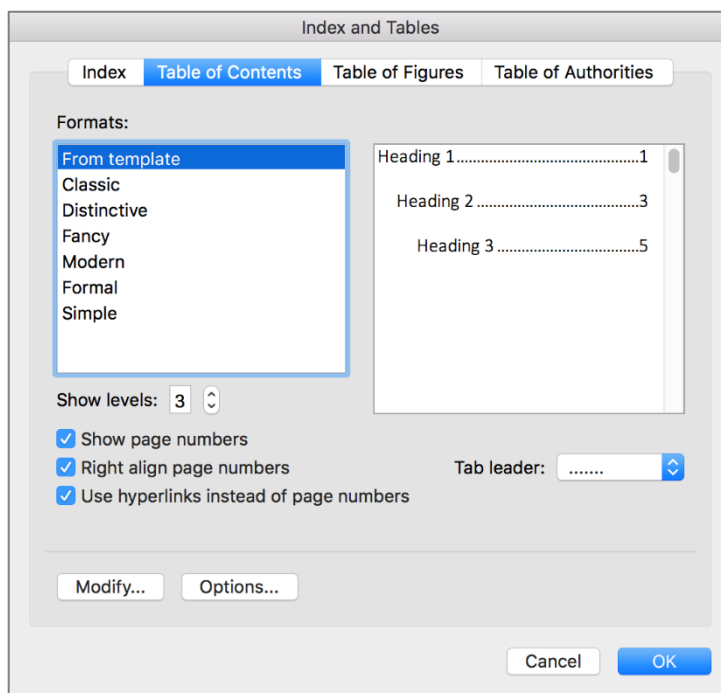 Index and Tables
Index Table of Contents Table of Figures Table of Authorities
Formats:
From template
Classic
Distinctive
Fancy
Modern
Formal
Simple
Heading 1..............................................1
Heading 2........................................3
Heading 3.....................................5
Show levels: 3
Show page numbers
Right align page numbers
Tab leader: .......
Use hyperlinks instead of page numbers
Modify... Options...
Cancel OK